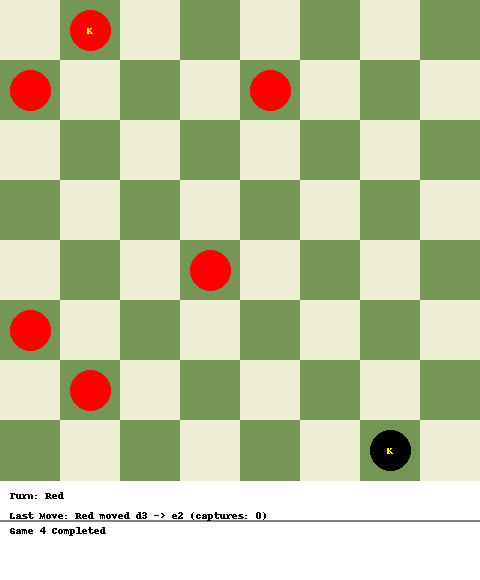 K
K
Turn: Red
Last Move: Red moved d3 -> e2 (captures: 0)
Game 4 Completed